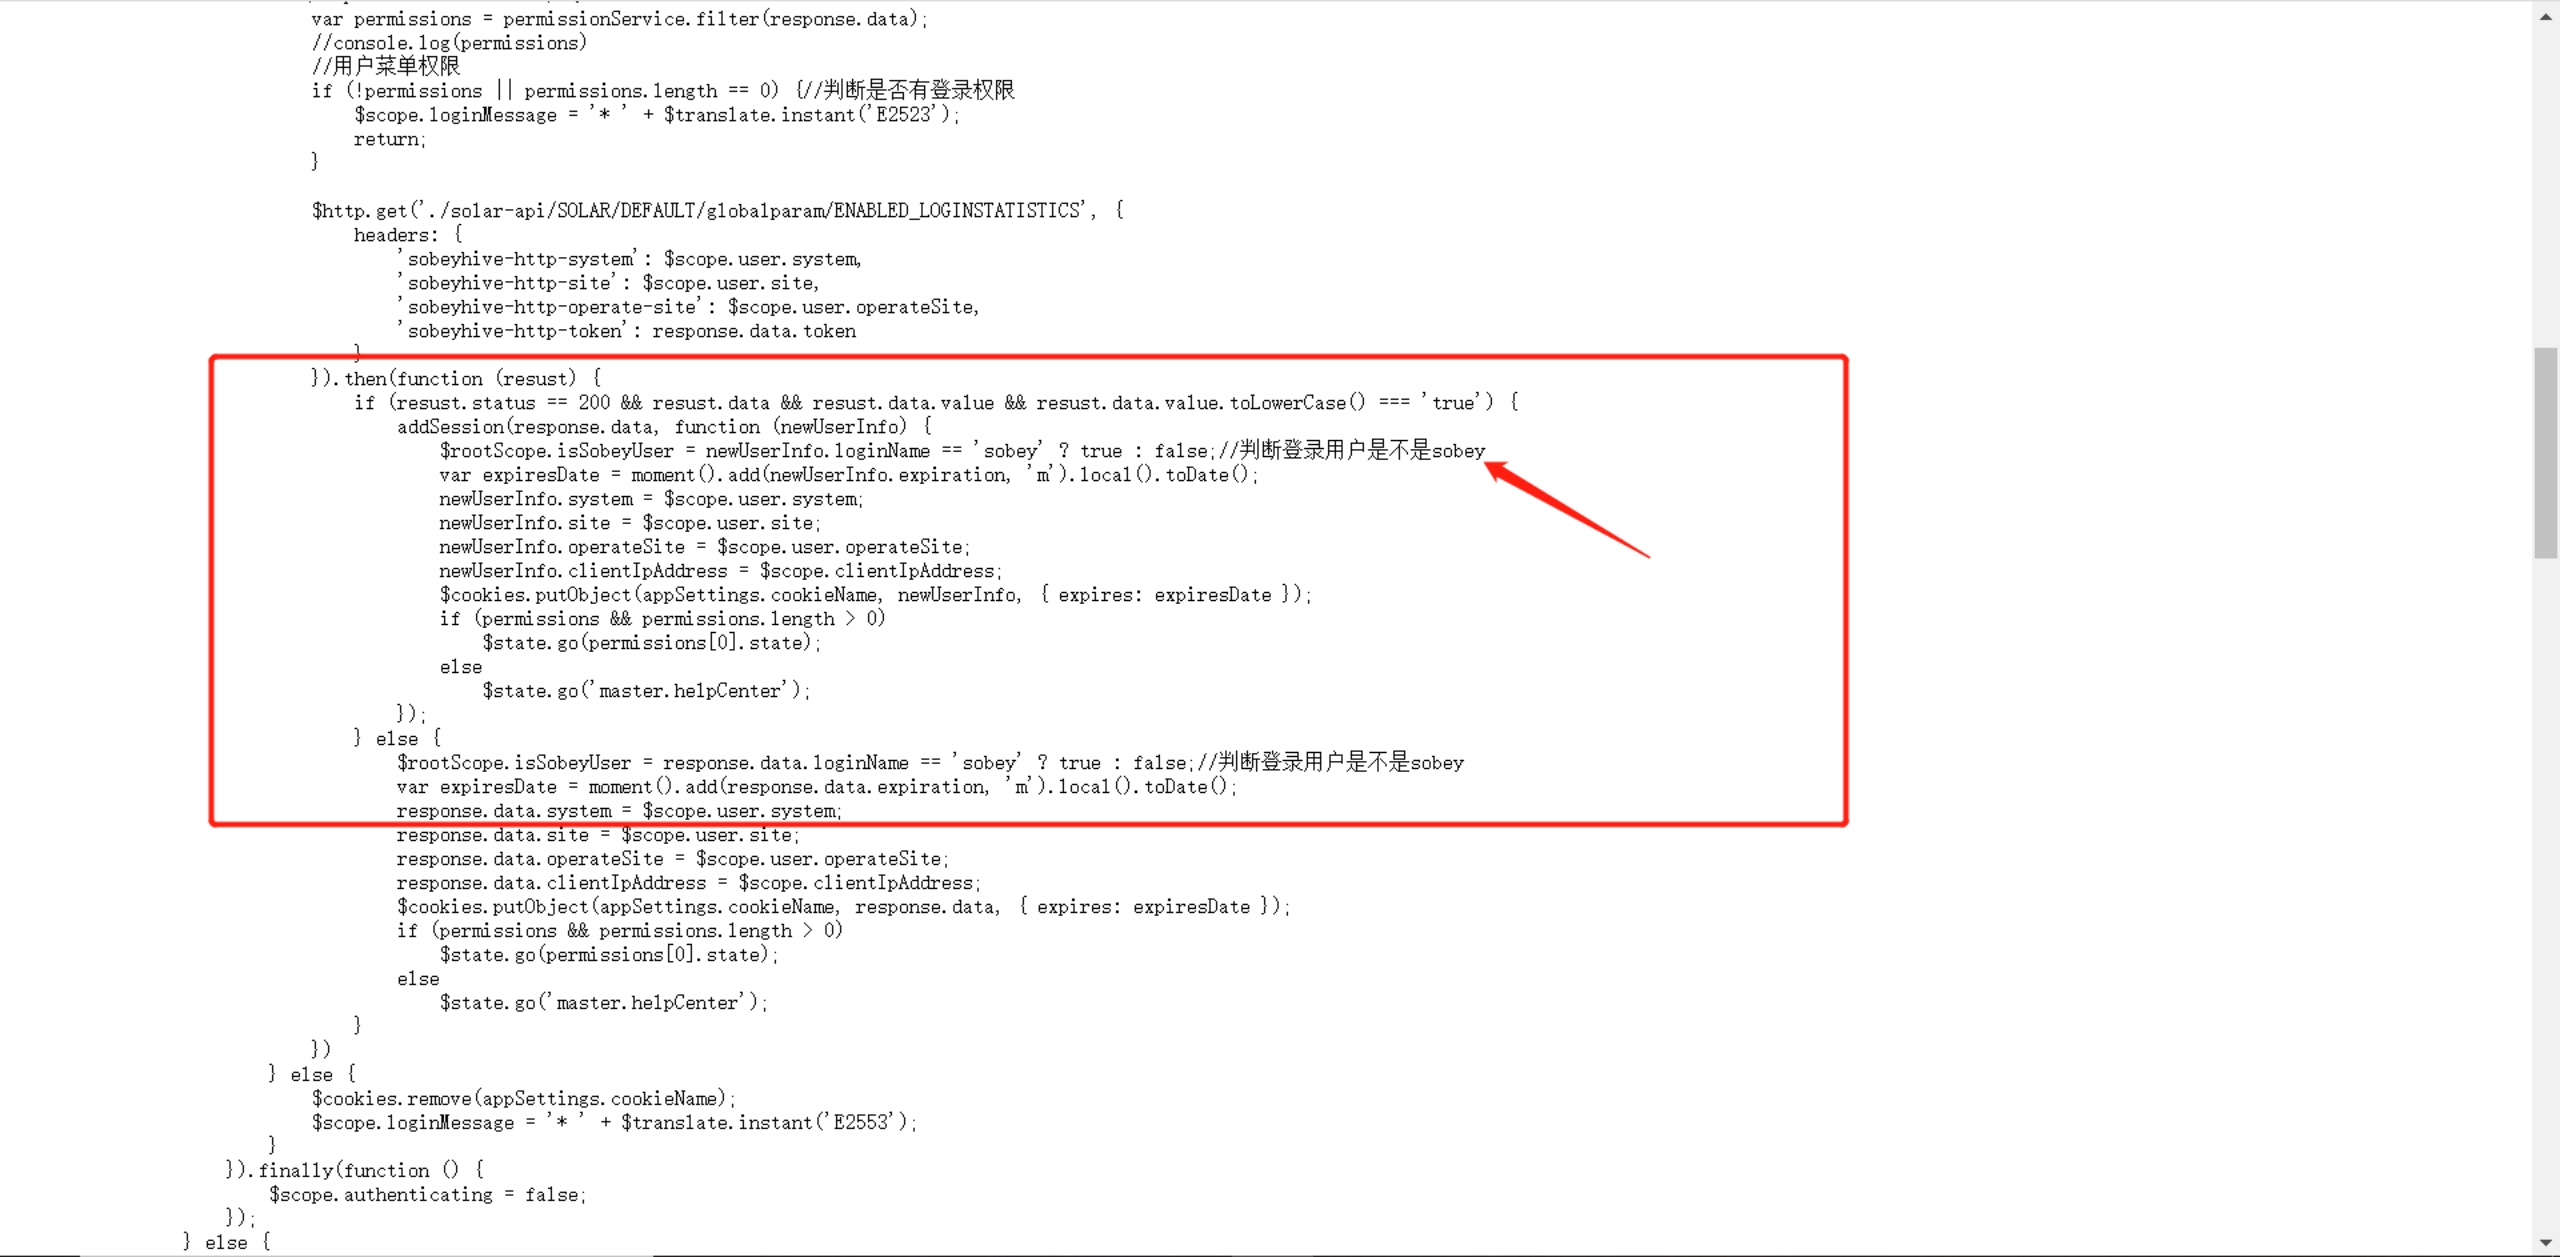 var permissions = permissionService.filter(response.data);
//console.log(permissions)
//用户菜单权限
if (!permissions || permissions.length == 0) {//判断是否有登录权限
$scope.loginMessage = '* ' + $translate.instant('E2523');
return;
}
$http.get('./solar-api/SOLAR/DEFAULT/globalparam/ENABLED_LOGINSTATISTICS', {
headers: {
'sobeyhive-http-system': $scope.user.system,
'sobeyhive-http-site': $scope.user.site,
'sobeyhive-http-operate-site': $scope.user.operateSite,
'sobeyhive-http-token': response.data.token
}
}).then(function (resust) {
if (resust.status == 200 && resust.data && resust.data.value && resust.data.value.toLowerCase() === 'true') {
addSession(response.data, function (newUserInfo) {
$rootScope.isSobeyUser = newUserInfo.loginName == 'sobey' ? true : false;//判断登录用户是不是sobey
var expiresDate = moment().add(newUserInfo.expiration, 'm').local().toDate();
newUserInfo.system = $scope.user.system;
newUserInfo.site = $scope.user.site;
newUserInfo.operateSite = $scope.user.operateSite;
newUserInfo.clientIpAddress = $scope.clientIpAddress;
$cookies.putObject(appSettings.cookieName, newUserInfo, { expires: expiresDate });
if (permissions && permissions.length > 0)
$state.go(permissions[0].state);
else
$state.go('master.helpCenter');
});
} else {
$rootScope.isSobeyUser = response.data.loginName == 'sobey' ? true : false;//判断登录用户是不是sobey
var expiresDate = moment().add(response.data.expiration, 'm').local().toDate();
response.data.system = $scope.user.system;
response.data.site = $scope.user.site;
response.data.operateSite = $scope.user.operateSite;
response.data.clientIpAddress = $scope.clientIpAddress;
$cookies.putObject(appSettings.cookieName, response.data, { expires: expiresDate });
if (permissions && permissions.length > 0)
$state.go(permissions[0].state);
else
$state.go('master.helpCenter');
}
})
} else {
$cookies.remove(appSettings.cookieName);
$scope.loginMessage = '* ' + $translate.instant('E2553');
}
}).finally(function () {
$scope.authenticating = false;
});
} else {